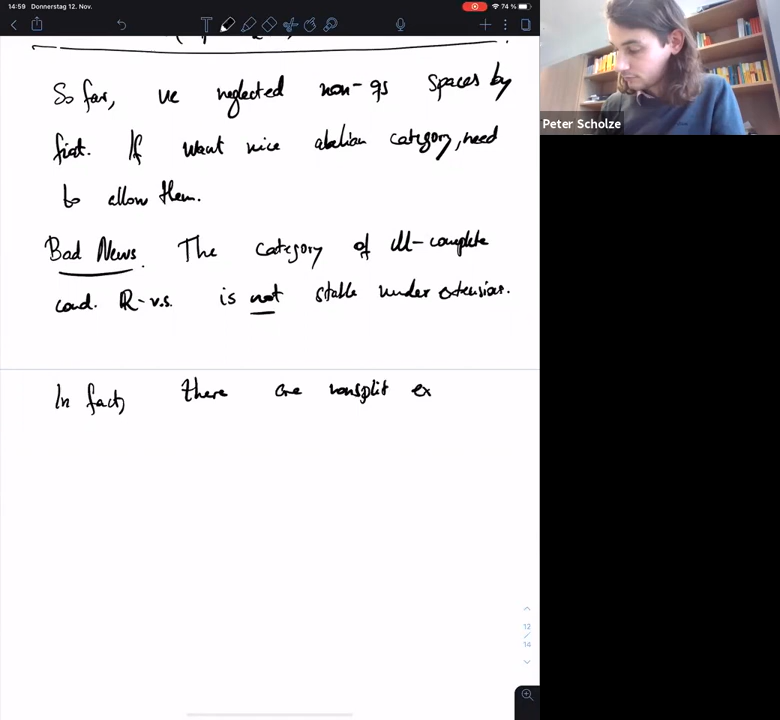 14:59 Donnerstag 12. Nov.
74 %
Peter Scholze
So far, we neglected non-qs spaces by
fiat. If want nice abelian category, need
to allow them.
Bad News. The category of M-complete
cond. R-v.s. is not stable under extensions.
In fact, there are nonsplit ex
12
/
14